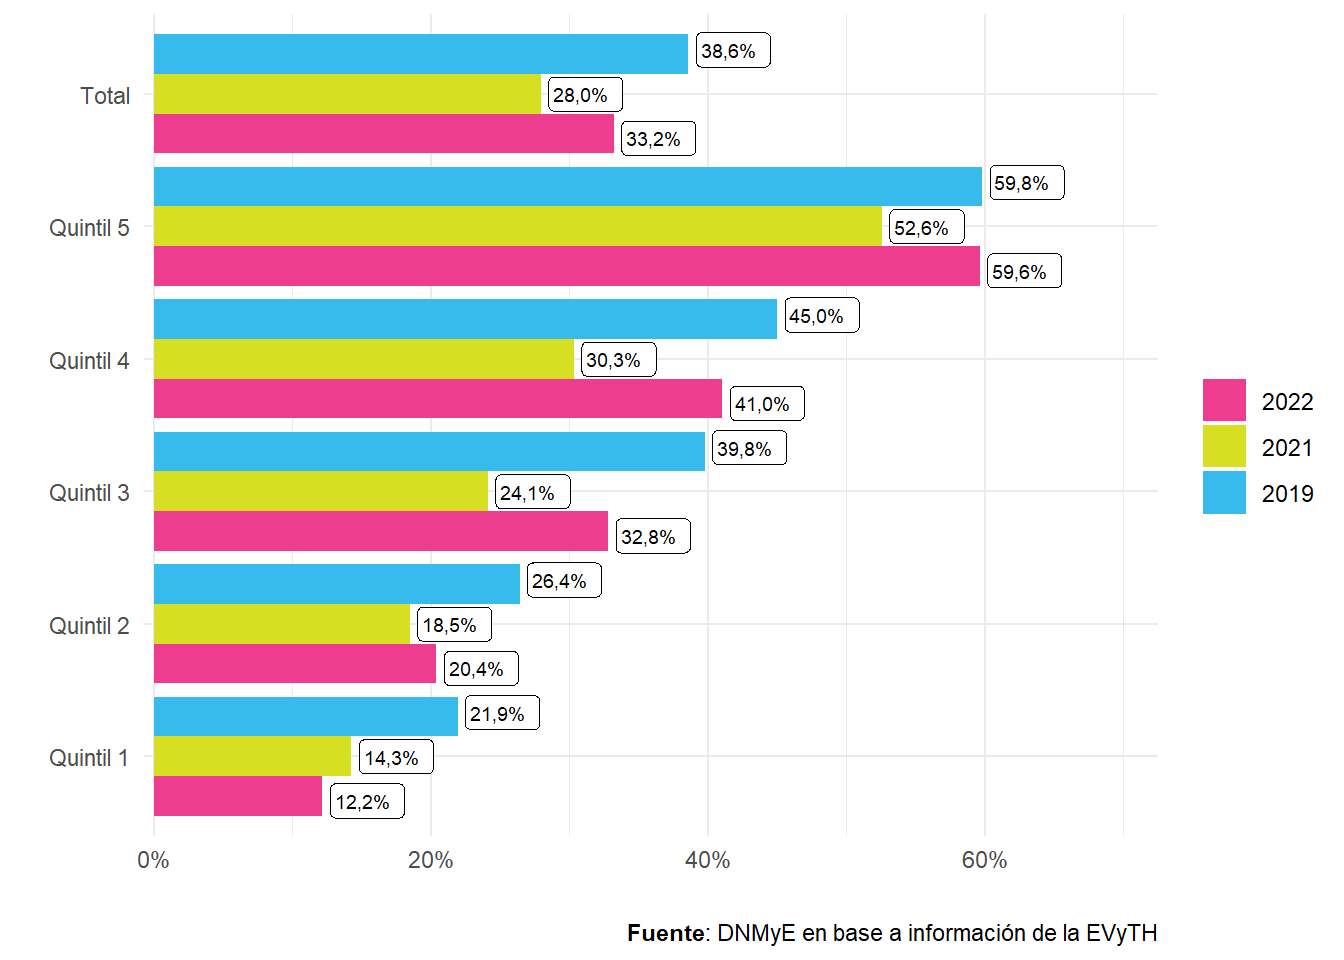 Total
38,6%
28,0%
33,2%
Quintil 5
59,8%
52,6%
59,6%
Quintil 4
45,0%
30,3%
41,0%
Quintil 3
39,8%
24,1%
32,8%
Quintil 2
26,4%
18,5%
20,4%
Quintil 1
21,9%
14,3%
12,2%
0% 20% 40% 60%
2022
2021
2019
Fuente: DNMyE en base a información de la EVyTH